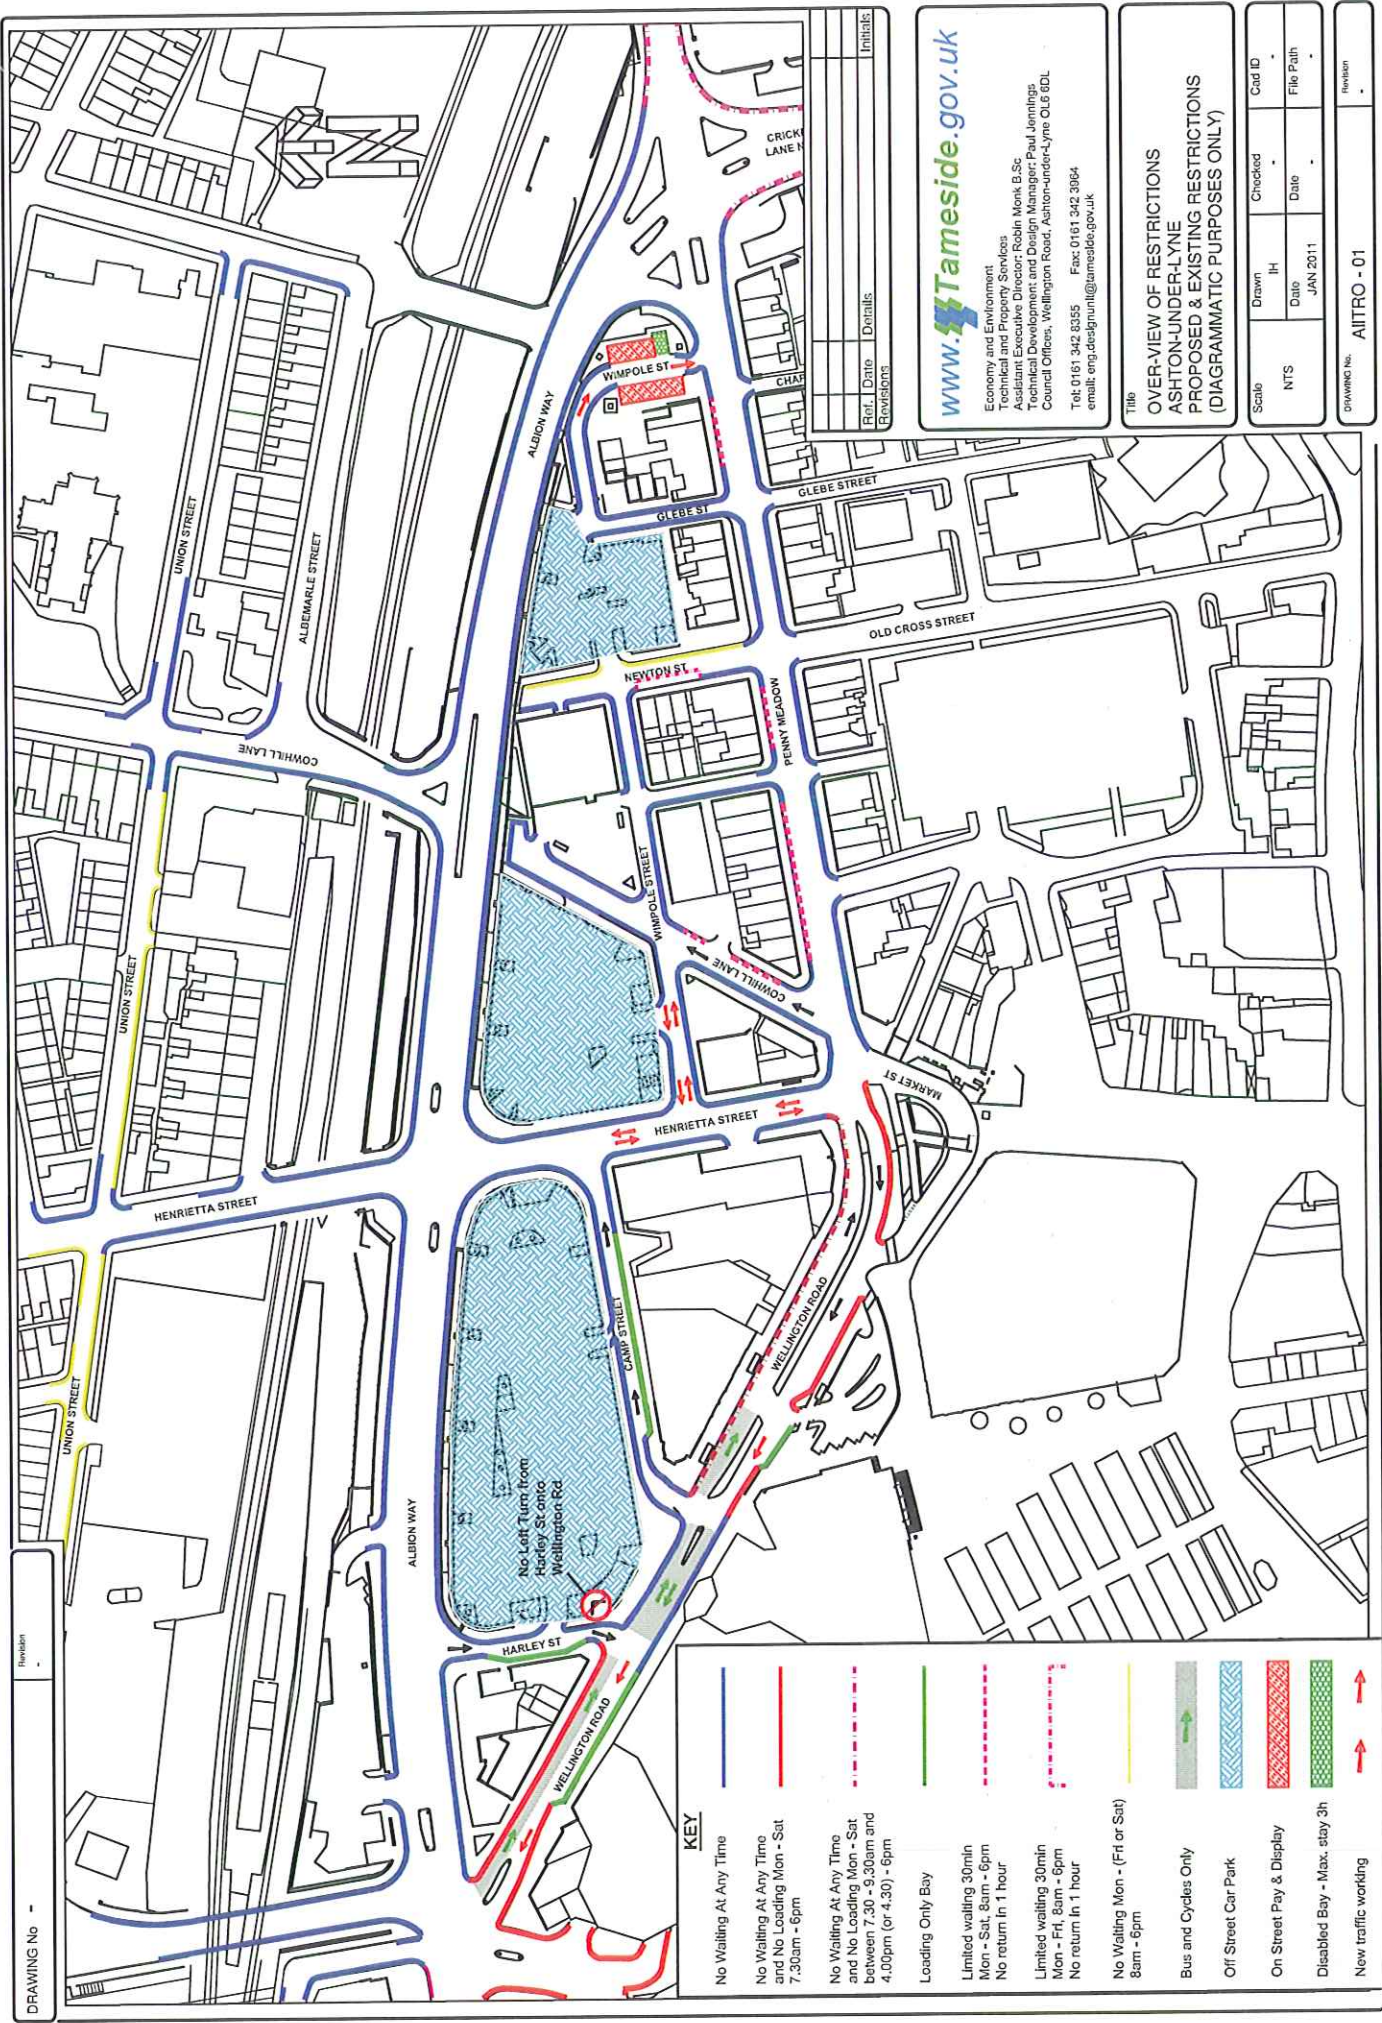 DRAWING No -
Revision
-
UNION STREET
ALBEMARLE STREET
COWHILL LANE
UNION STREET
HENRIETTA STREET
UNION STREET
N
ALBION WAY
ALBION WAY
CRICK
LANE N
WIMPOLE ST
CHAP
GLEBE ST
GLEBE STREET
OLD CROSS STREET
NEWTON ST
PENNY MEADOW
WIMPOLE STREET
COWHILL LANE
MARKET ST
HENRIETTA STREET
WELLINGTON ROAD
CAMP STREET
No Left Turn from
Harley St onto
Wellington Rd
HARLEY ST
WELLINGTON ROAD
KEY
No Waiting At Any Time
No Waiting At Any Time
and No Loading Mon - Sat
7.30am - 6pm
No Waiting At Any Time
and No Loading Mon - Sat
between 7.30 - 9.30am and
4.00pm (or 4.30) - 6pm
Loading Only Bay
Limited waiting 30min
Mon - Sat, 8am - 6pm
No return in 1 hour
Limited waiting 30min
Mon - Fri, 8am - 6pm
No return in 1 hour
No Waiting Mon - (Fri or Sat)
8am - 6pm
Bus and Cycles Only
Off Street Car Park
On Street Pay & Display
Disabled Bay - Max. stay 3h
New traffic working
Ref. Date Details Initials
Revisions
www.Tameside.gov.uk
Economy and Environment
Technical and Property Services
Assistant Executive Director: Robin Monk B.Sc
Technical Development and Design Manager: Paul Jennings
Council Offices, Wellington Road, Ashton-under-Lyne OL6 6DL
Tel: 0161 342 8355 Fax: 0161 342 3964
email: eng.designunit@tameside.gov.uk
Title
OVER-VIEW OF RESTRICTIONS
ASHTON-UNDER-LYNE
PROPOSED & EXISTING RESTRICTIONS
(DIAGRAMMATIC PURPOSES ONLY)
Scale Drawn Checked Cad ID
NTS IH - -
Date Date File Path
JAN 2011 - -
DRAWING No. Revision
AIITRO - 01 -